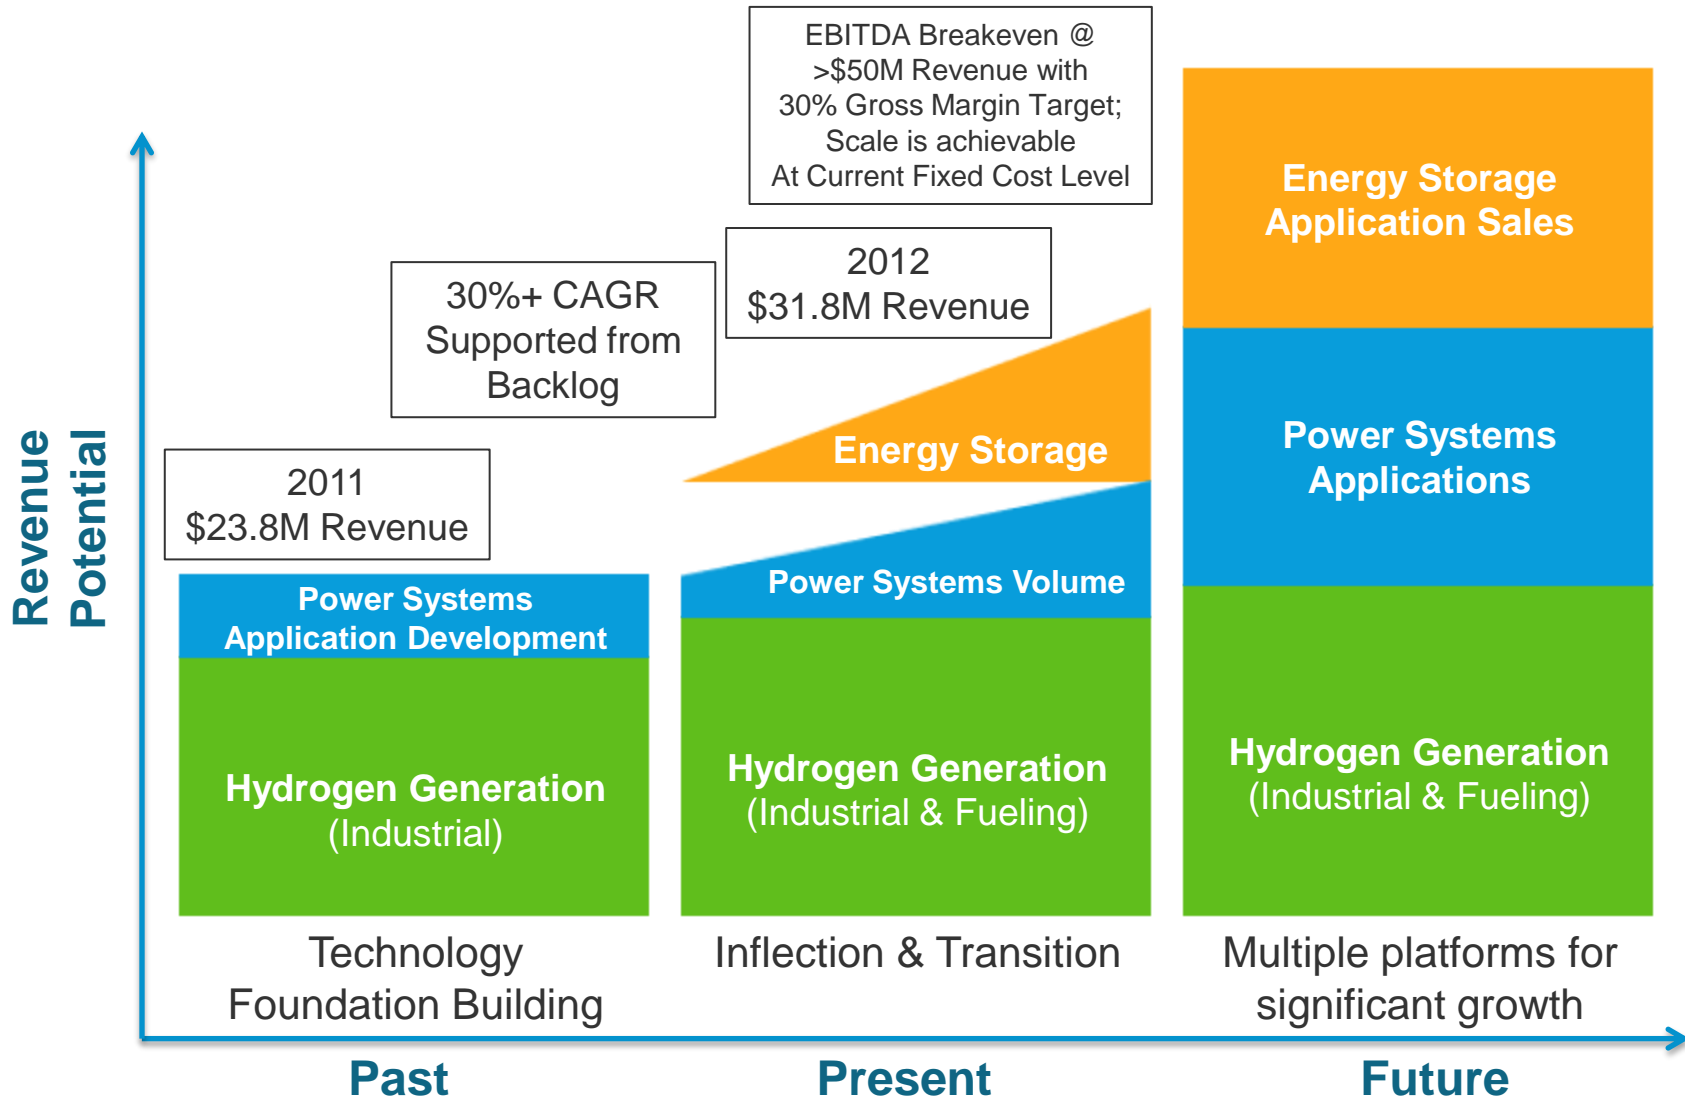 EBITDA Breakeven @
>$50M Revenue with
30% Gross Margin Target;
Scale is achievable
At Current Fixed Cost Level
2012
$31.8M Revenue
30%+ CAGR
Supported from
Backlog
2011
$23.8M Revenue
Revenue
Potential
Power Systems
Application Development
Hydrogen Generation
(Industrial)
Technology
Foundation Building
Energy Storage
Power Systems Volume
Hydrogen Generation
(Industrial & Fueling)
Inflection & Transition
Energy Storage
Application Sales
Power Systems
Applications
Hydrogen Generation
(Industrial & Fueling)
Multiple platforms for
significant growth
Past
Present
Future